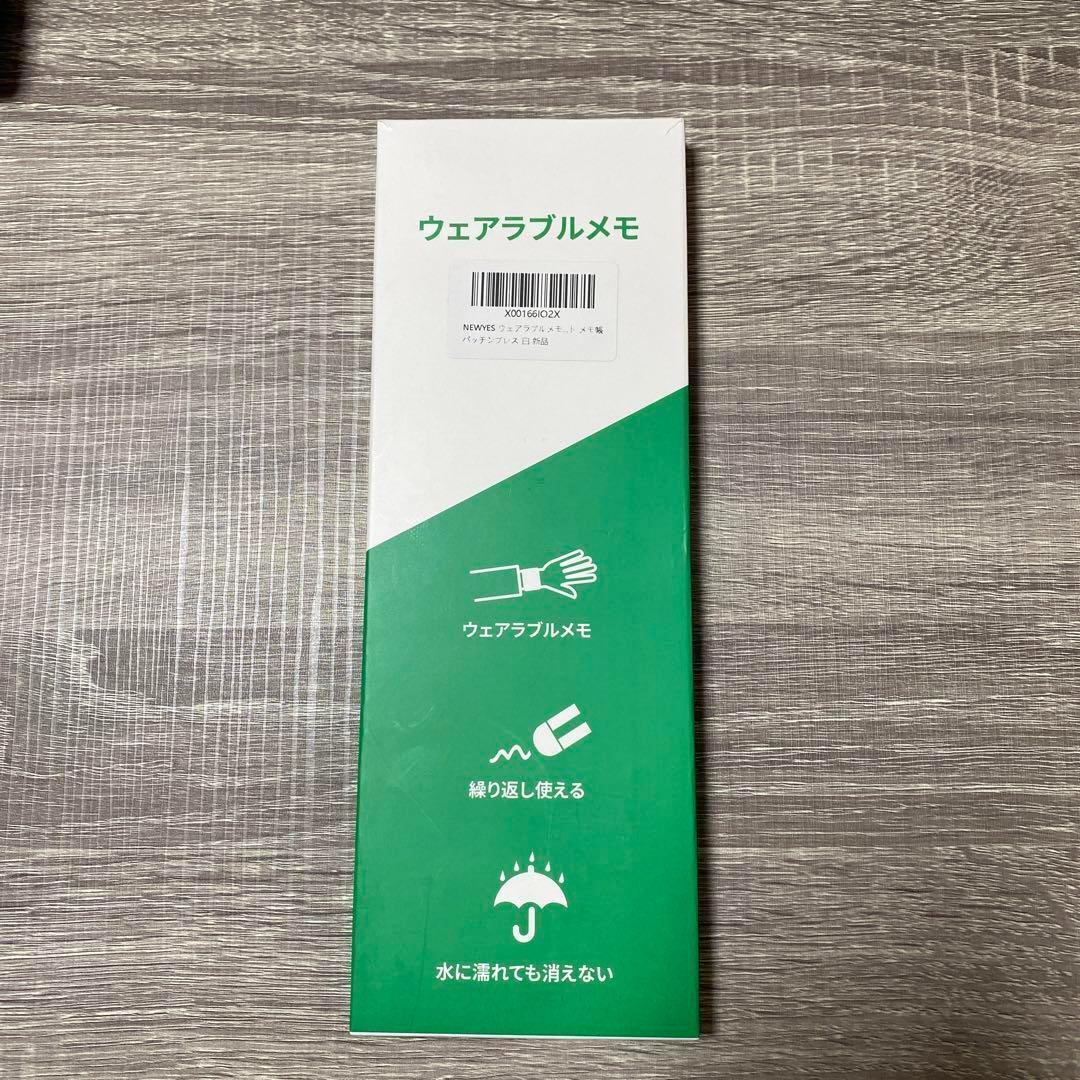 ウェアラブルメモ
X00166IO2X
NEWYES ウェアラブルメモ...ト メモ帳
パッチンブレス 白 新品
ウェアラブルメモ
繰り返し使える
水に濡れても消えない